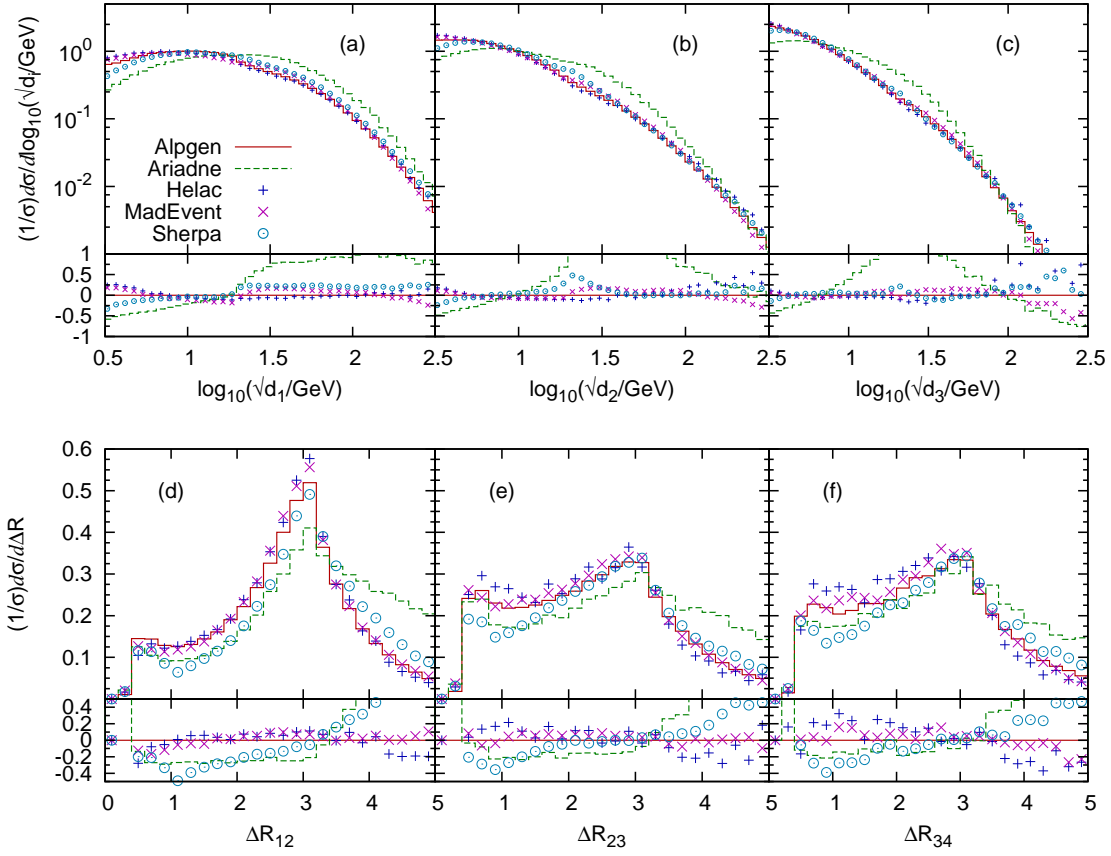 (1/σ)dσ/dlog10(√di/GeV)
10^0
10^-1
10^-2
1
(a) (b) (c)
Alpgen
Ariadne
Helac
MadEvent
Sherpa
0.5
0
-0.5
-1
0.5 1 1.5 2 2.5 1 1.5 2 2.5 1 1.5 2 2.5
log10(√d1/GeV) log10(√d2/GeV) log10(√d3/GeV)
(1/σ)dσ/dΔR
0.6
0.5
0.4
0.3
0.2
0.1
(d) (e) (f)
0.4
0.2
0
-0.2
-0.4
0 1 2 3 4 5 1 2 3 4 5 1 2 3 4 5
ΔR12 ΔR23 ΔR34